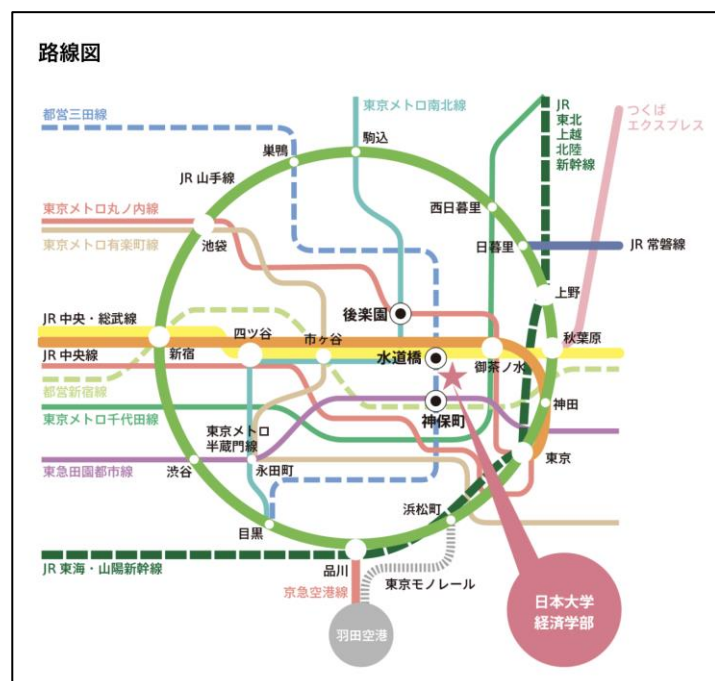 路線図
都営三田線
東京メトロ南北線
JR
東北
上越
北陸
新幹線
つくば
エクスプレス
巣鴨
駒込
JR 山手線
東京メトロ丸ノ内線
西日暮里
東京メトロ有楽町線
池袋
日暮里
JR 常磐線
上野
後楽園
JR 中央・総武線
四ツ谷
市ヶ谷
秋葉原
新宿
水道橋
御茶ノ水
JR 中央線
都営新宿線
神田
東京メトロ千代田線
神保町
東京メトロ
半蔵門線
東急田園都市線
渋谷
永田町
東京
浜松町
目黒
JR 東海・山陽新幹線
品川
東京モノレール
京急空港線
日本大学
経済学部
羽田空港